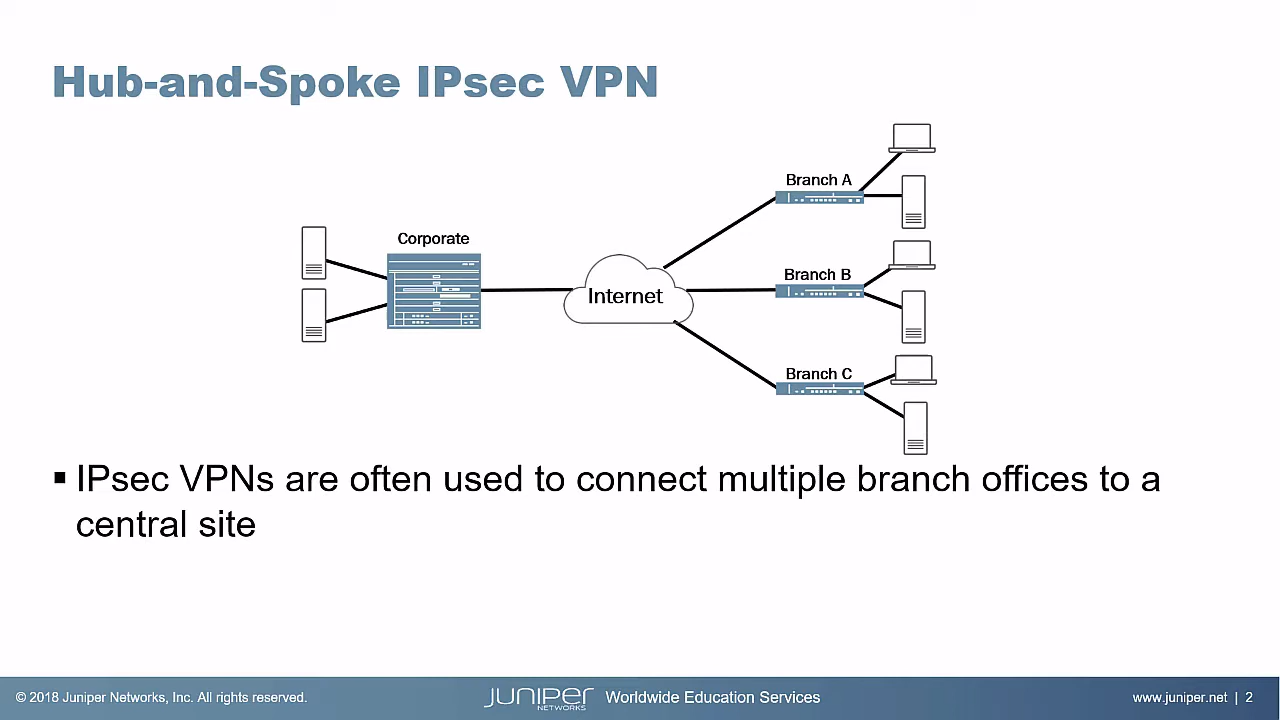 Hub-and-Spoke IPsec VPN
Branch A
Corporate
Branch B
Internet
Branch C
▪ IPsec VPNs are often used to connect multiple branch offices to a
central site
© 2018 Juniper Networks, Inc. All rights reserved.
JUNIPER
NETWORKS
Worldwide Education Services
www.juniper.net | 2